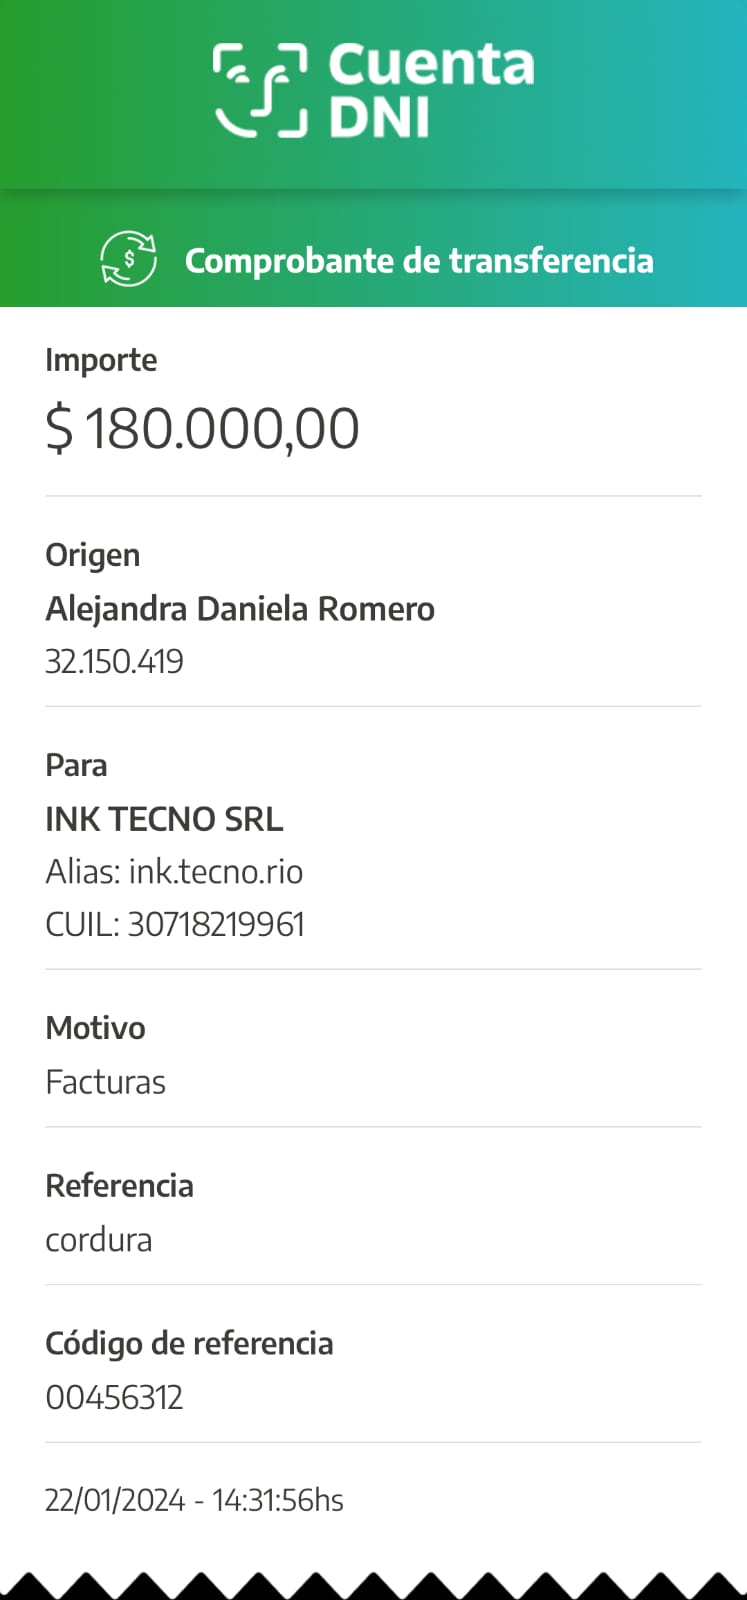 Cuenta
DNI
Comprobante de transferencia
Importe
$ 180.000,00
Origen
Alejandra Daniela Romero
32.150.419
Para
INK TECNO SRL
Alias: ink.tecno.rio
CUIL: 30718219961
Motivo
Facturas
Referencia
cordura
Código de referencia
00456312
22/01/2024 - 14:31:56hs